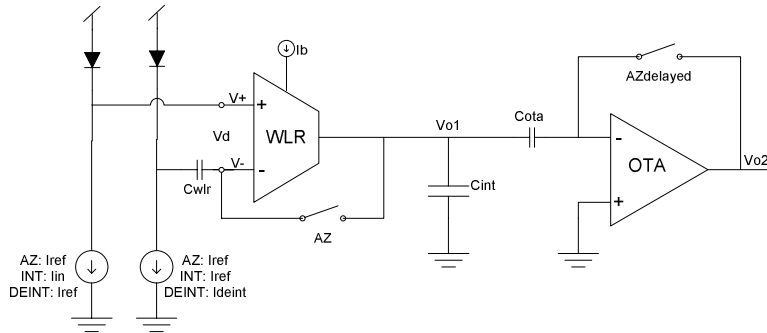 Ib
V+
+
Vd
WLR
V-
-
Cwlr
AZ
Vo1
Cint
Cota
AZdelayed
-
OTA
+
Vo2
AZ: Iref
INT: Iin
DEINT: Iref
AZ: Iref
INT: Iref
DEINT: Ideint